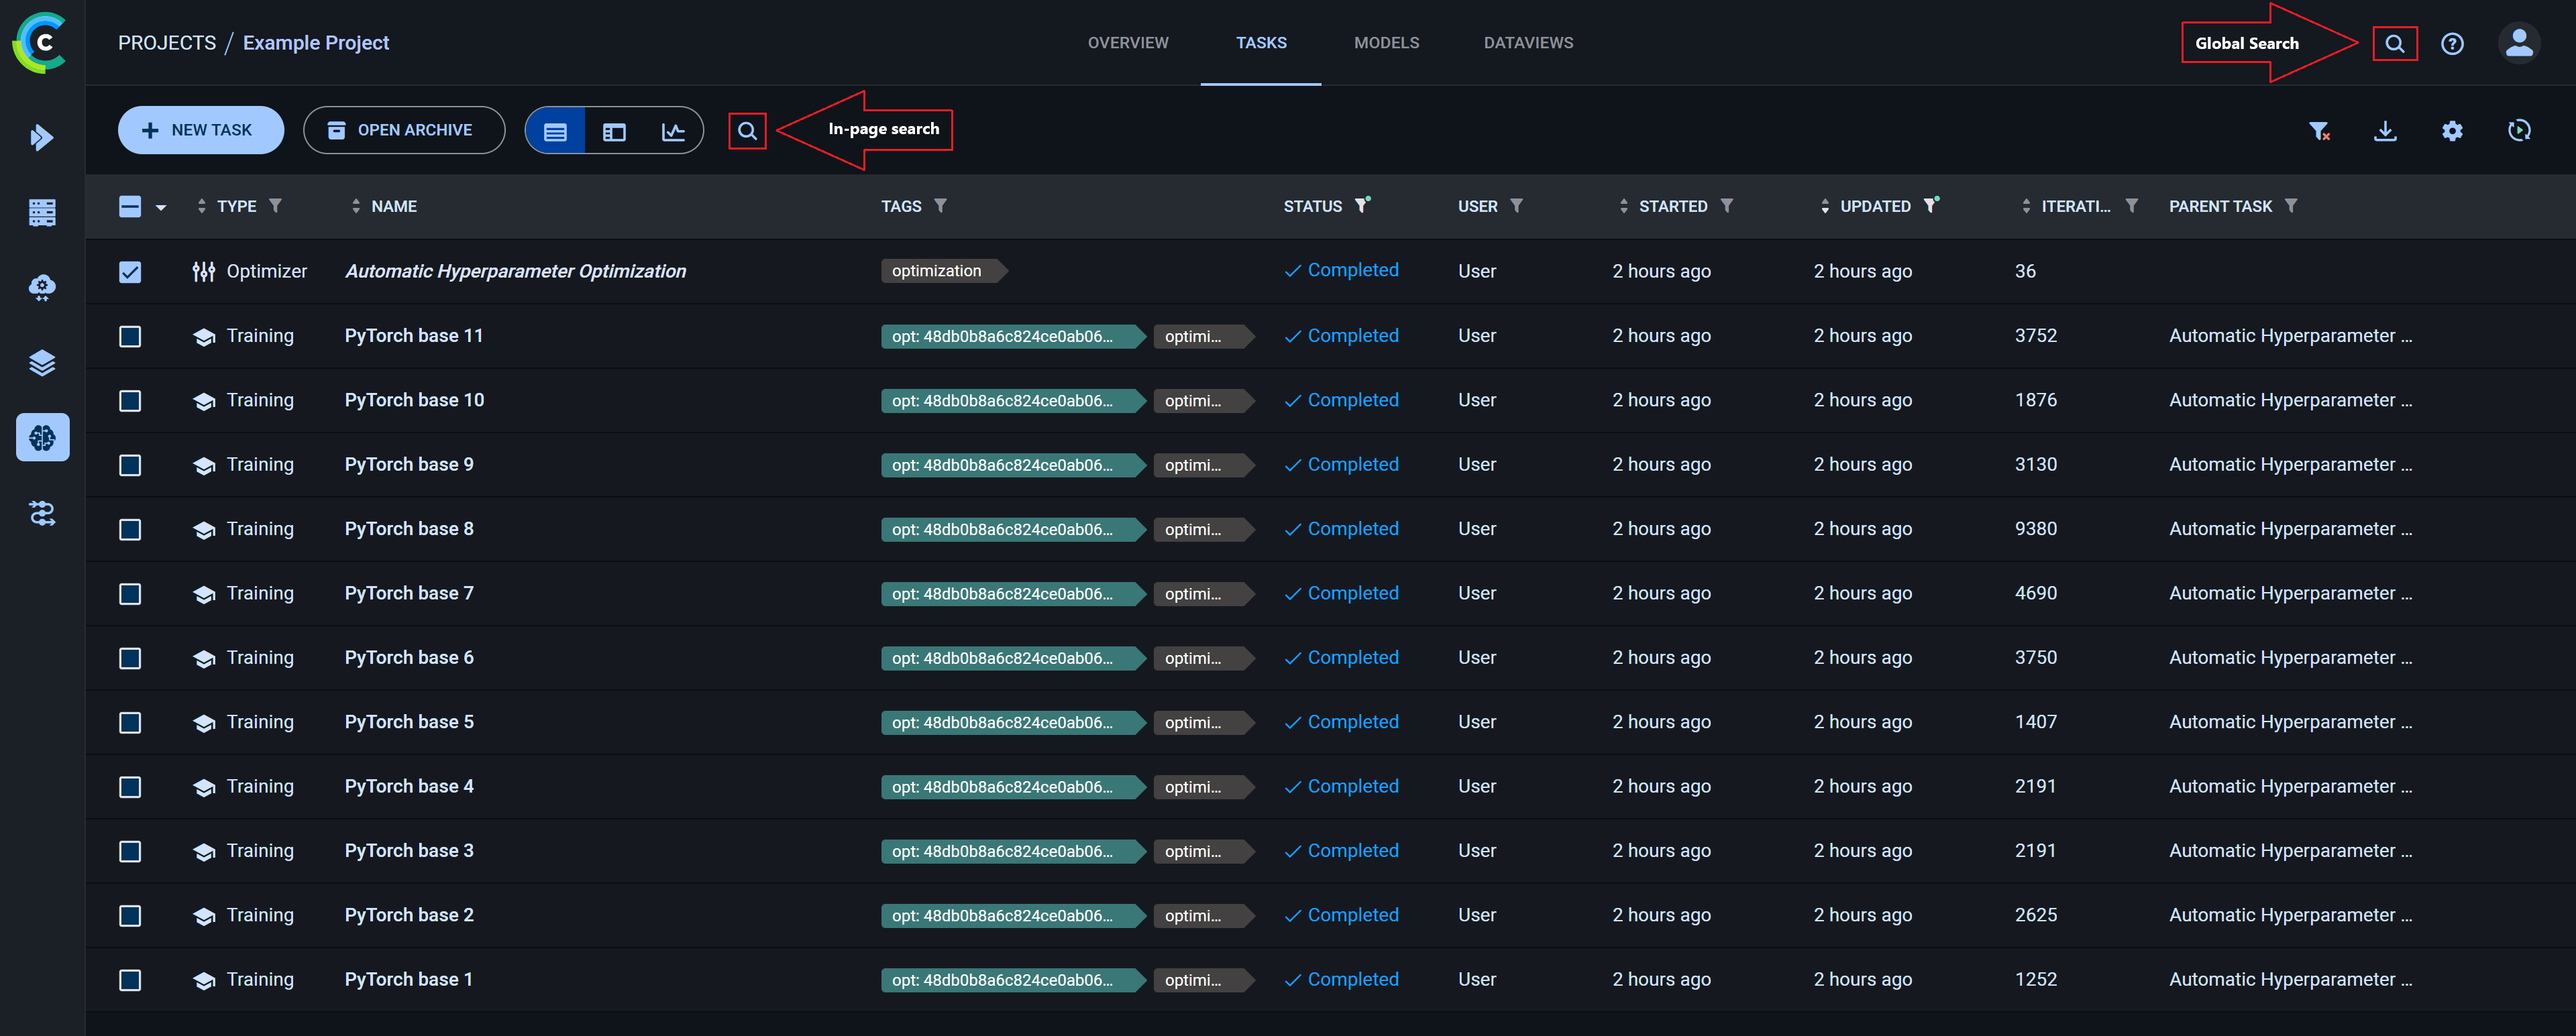 PROJECTS / Example Project
OVERVIEW TASKS MODELS DATAVIEWS
Global Search
NEW TASK OPEN ARCHIVE
In-page search
TYPE NAME TAGS STATUS USER STARTED UPDATED ITERATI... PARENT TASK
Optimizer Automatic Hyperparameter Optimization optimization Completed User 2 hours ago 2 hours ago 36
Training PyTorch base 11 opt: 48db0b8a6c824ce0ab06... optimi... Completed User 2 hours ago 2 hours ago 3752 Automatic Hyperparameter ...
Training PyTorch base 10 opt: 48db0b8a6c824ce0ab06... optimi... Completed User 2 hours ago 2 hours ago 1876 Automatic Hyperparameter ...
Training PyTorch base 9 opt: 48db0b8a6c824ce0ab06... optimi... Completed User 2 hours ago 2 hours ago 3130 Automatic Hyperparameter ...
Training PyTorch base 8 opt: 48db0b8a6c824ce0ab06... optimi... Completed User 2 hours ago 2 hours ago 9380 Automatic Hyperparameter ...
Training PyTorch base 7 opt: 48db0b8a6c824ce0ab06... optimi... Completed User 2 hours ago 2 hours ago 4690 Automatic Hyperparameter ...
Training PyTorch base 6 opt: 48db0b8a6c824ce0ab06... optimi... Completed User 2 hours ago 2 hours ago 3750 Automatic Hyperparameter ...
Training PyTorch base 5 opt: 48db0b8a6c824ce0ab06... optimi... Completed User 2 hours ago 2 hours ago 1407 Automatic Hyperparameter ...
Training PyTorch base 4 opt: 48db0b8a6c824ce0ab06... optimi... Completed User 2 hours ago 2 hours ago 2191 Automatic Hyperparameter ...
Training PyTorch base 3 opt: 48db0b8a6c824ce0ab06... optimi... Completed User 2 hours ago 2 hours ago 2191 Automatic Hyperparameter ...
Training PyTorch base 2 opt: 48db0b8a6c824ce0ab06... optimi... Completed User 2 hours ago 2 hours ago 2625 Automatic Hyperparameter ...
Training PyTorch base 1 opt: 48db0b8a6c824ce0ab06... optimi... Completed User 2 hours ago 2 hours ago 1252 Automatic Hyperparameter ...